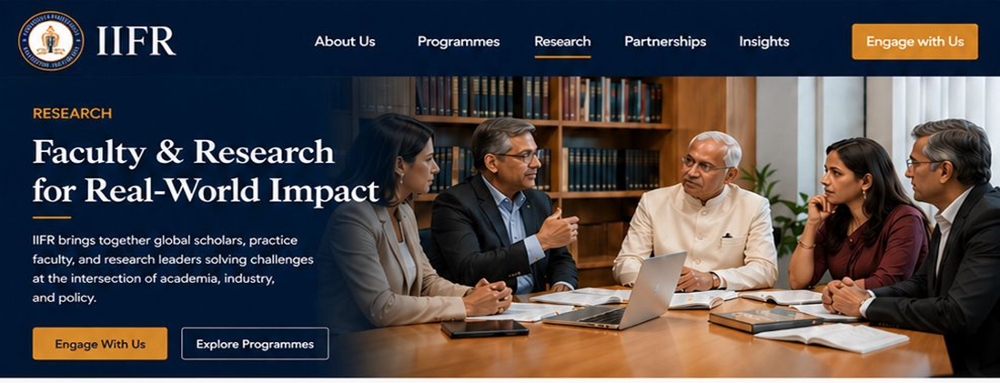 IIFR
About Us
Programmes
Research
Partnerships
Insights
Engage with Us
RESEARCH
Faculty & Research
for Real-World Impact
IIFR brings together global scholars, practice
faculty, and research leaders solving challenges
at the intersection of academia, industry,
and policy.
Engage With Us
Explore Programmes